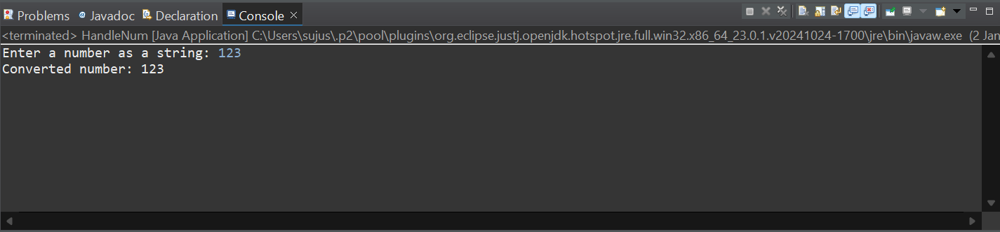 Problems @ Javadoc Declaration Console
<terminated> HandleNum [Java Application] C:\Users\sujus\.p2\pool\plugins\org.eclipse.justj.openjdk.hotspot.jre.full.win32.x86_64_23.0.1.v20241024-1700\jre\bin\javaw.exe (2 Jan
Enter a number as a string: 123
Converted number: 123